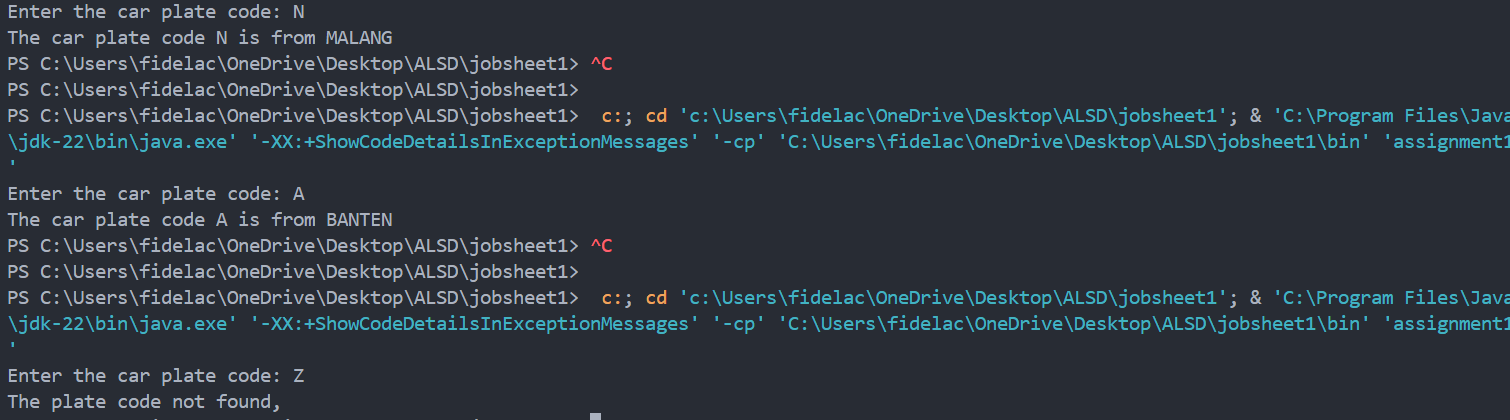 Enter the car plate code: N
The car plate code N is from MALANG
PS C:\Users\fidelac\OneDrive\Desktop\ALSD\jobsheet1> ^C
PS C:\Users\fidelac\OneDrive\Desktop\ALSD\jobsheet1>
PS C:\Users\fidelac\OneDrive\Desktop\ALSD\jobsheet1>  c:; cd 'c:\Users\fidelac\OneDrive\Desktop\ALSD\jobsheet1'; & 'C:\Program Files\Java
\jdk-22\bin\java.exe' '-XX:+ShowCodeDetailsInExceptionMessages' '-cp' 'C:\Users\fidelac\OneDrive\Desktop\ALSD\jobsheet1\bin' 'assignment1
'
Enter the car plate code: A
The car plate code A is from BANTEN
PS C:\Users\fidelac\OneDrive\Desktop\ALSD\jobsheet1> ^C
PS C:\Users\fidelac\OneDrive\Desktop\ALSD\jobsheet1>
PS C:\Users\fidelac\OneDrive\Desktop\ALSD\jobsheet1>  c:; cd 'c:\Users\fidelac\OneDrive\Desktop\ALSD\jobsheet1'; & 'C:\Program Files\Java
\jdk-22\bin\java.exe' '-XX:+ShowCodeDetailsInExceptionMessages' '-cp' 'C:\Users\fidelac\OneDrive\Desktop\ALSD\jobsheet1\bin' 'assignment1
'
Enter the car plate code: Z
The plate code not found,